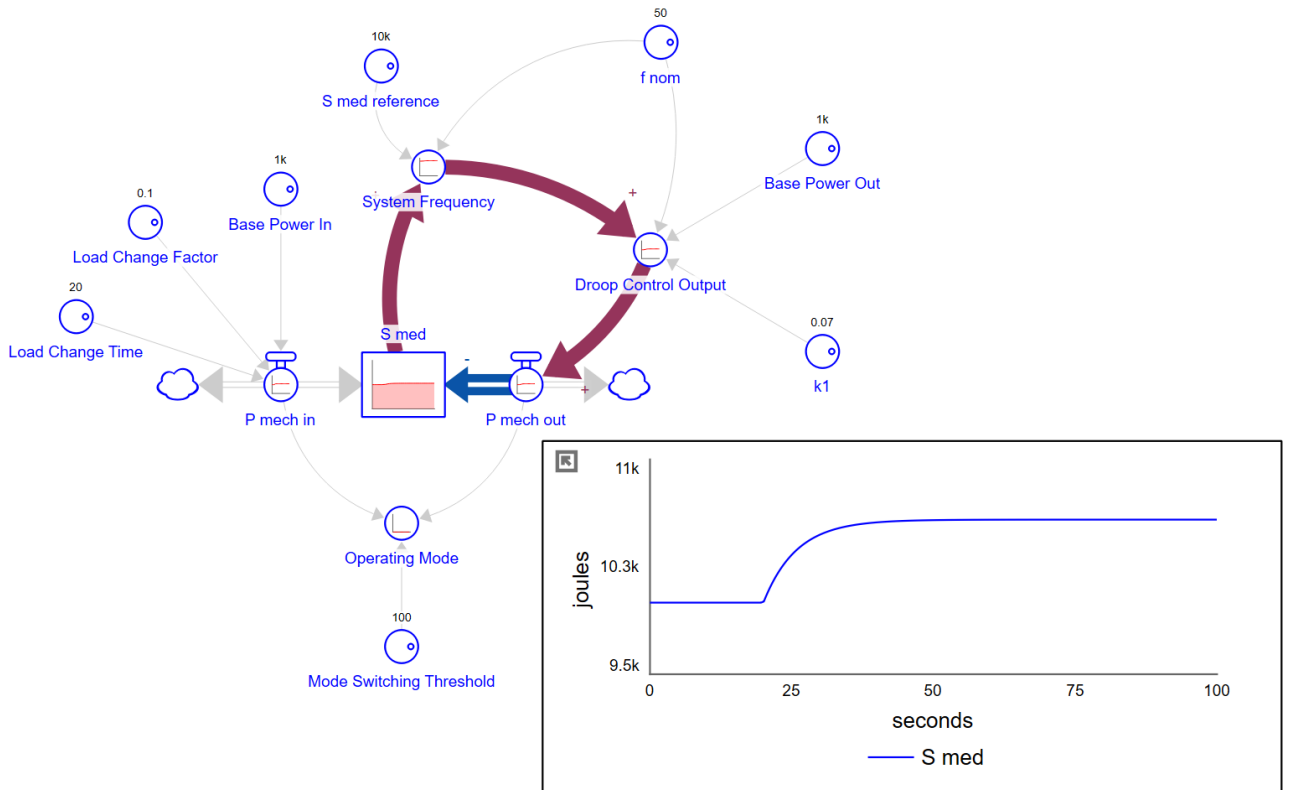 50
f nom
10k
S med reference
1k
Base Power Out
1k
Base Power In
System Frequency
+
0.1
Load Change Factor
Droop Control Output
20
Load Change Time
S med
-
0.07
k1
P mech in
P mech out
+
Operating Mode
100
Mode Switching Threshold
11k
10.3k
9.5k
joules
0
25
50
75
100
seconds
S med